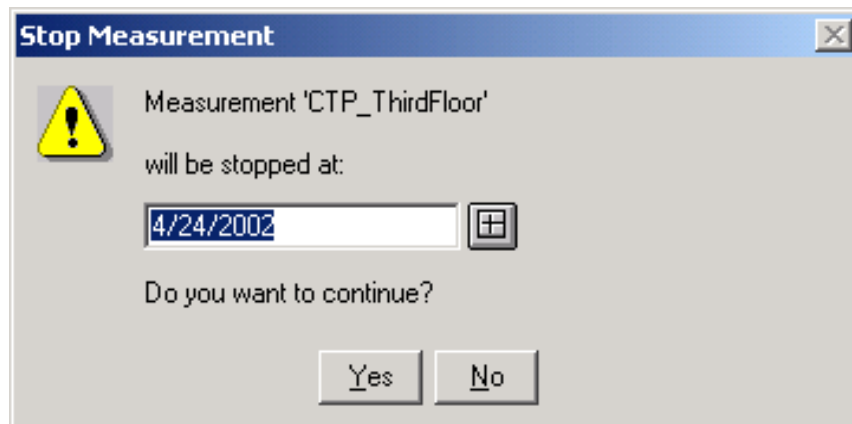 Stop Measurement
Measurement 'CTP_ThirdFloor'
will be stopped at:
4/24/2002
Do you want to continue?
Yes No